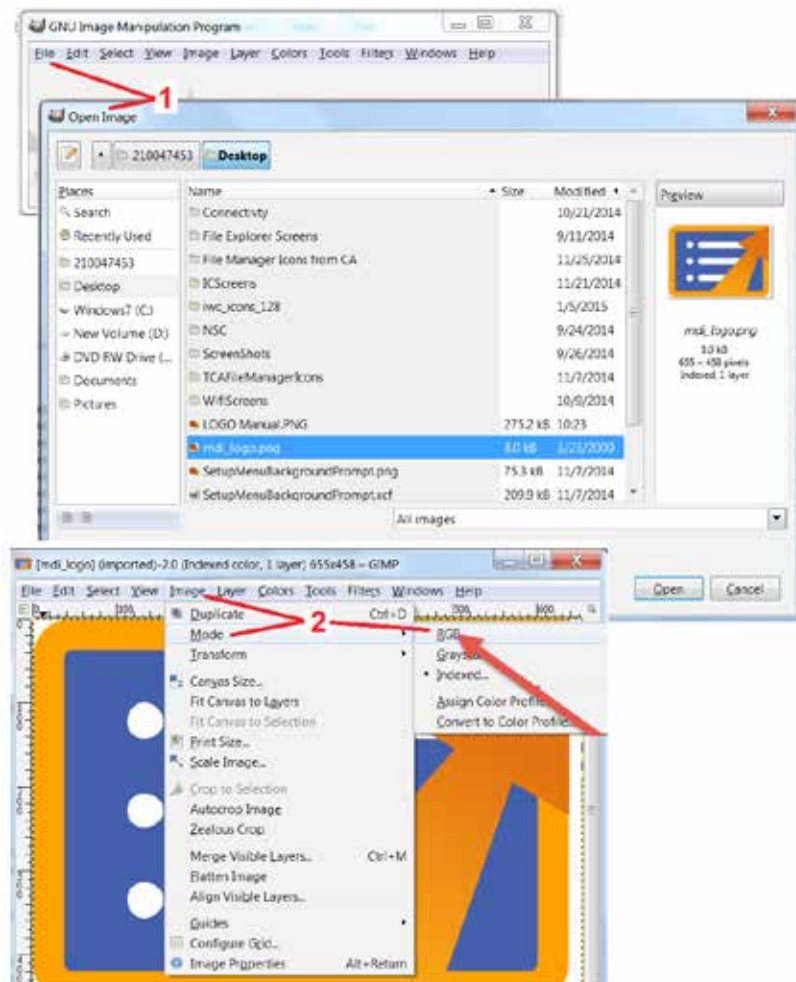 GNU Image Manipulation Program
File Edit Select View Image Layer Colors Tools Filters Windows Help
1
Open Image
210047453 Desktop
Places Name Size Modified Preview
Search Connectivty 10/21/2014
Recently Used File Explorer Screens 9/11/2014
210047453 File Manager Icons from CA 11/25/2014
Desktop ICScreens 11/21/2014
Windows7 (C:) iwc_icons_128 1/5/2015
New Volume (D:) NSC 9/24/2014
mdi_logo.png
DVD RW Drive (... ScreenShots 9/26/2014
8.0 kB
655 × 458 pixels
Documents TCAFileManagerIcons 11/7/2014
Indexed, 1 layer
Pictures WifiScreens 10/9/2014
LOGO Manual.PNG 275.2 kB 10:23
mdi_logo.png 8.0 kB
SetupMenuBackgroundPrompt.png 75.3 kB 11/7/2014
SetupMenuBackgroundPrompt.xcf 209.9 kB 11/7/2014
All images
Open Cancel
[mdi_logo] (imported)-2.0 (Indexed color, 1 layer) 655x458 – GIMP
File Edit Select View Image Layer Colors Tools Filters Windows Help
Duplicate Ctrl+D
2
Mode RGB
Transform
Indexed...
Canvas Size...
Fit Canvas to Layers Assign Color
Fit Canvas to Selection Convert to Color
Print Size...
Scale Image...
Crop to Selection
Autocrop Image
Zealous Crop
Merge Visible Layers... Ctrl+M
Flatten Image
Align Visible Layers...
Guides
Configure Grid...
Image Properties Alt+Return